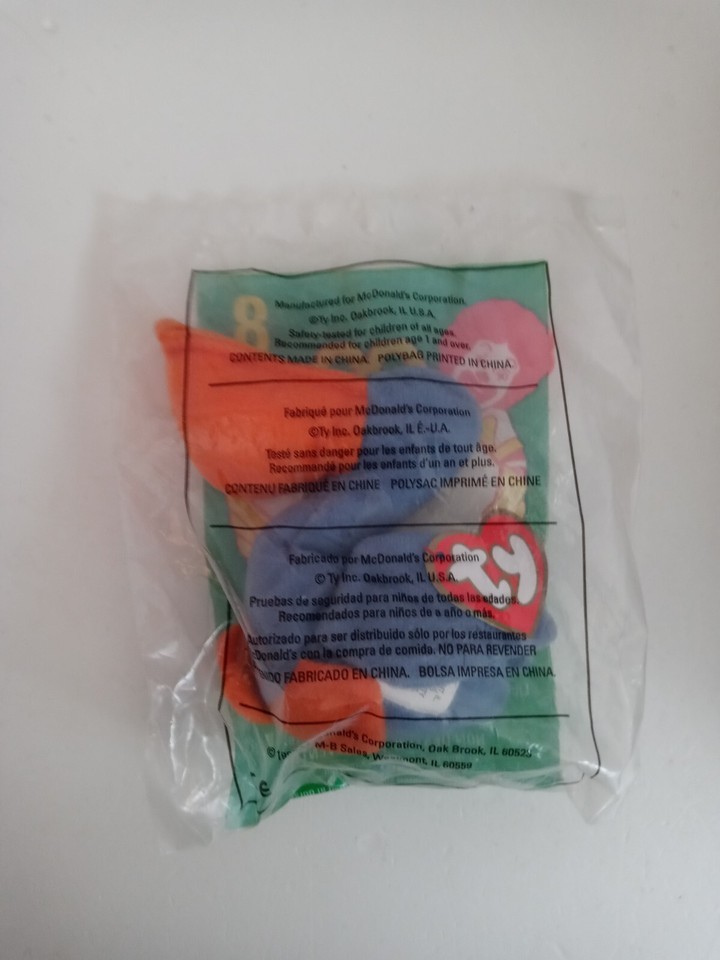 8
Manufactured for McDonald's Corporation.
©Ty Inc. Oakbrook, IL U.S.A.
Safety-tested for children of all ages.
Recommended for children age 1 and over.
CONTENTS MADE IN CHINA. POLYBAG PRINTED IN CHINA.
Fabriqué pour McDonald's Corporation
©Ty Inc. Oakbrook, IL É.-U.A.
Testé sans danger pour les enfants de tout âge.
Recommandé pour les enfants d'un an et plus.
CONTENU FABRIQUÉ EN CHINE POLYSAC IMPRIMÉ EN CHINE
Fabricado por McDonald's Corporation
© Ty Inc. Oakbrook, IL U.S.A.
ty
Pruebas de seguridad para niños de todas las edades.
Recomendados para niños de a año o más.
Autorizado para ser distribuido sólo por los restaurantes
Donald's con la compra de comida. NO PARA REVENDER
DO FABRICADO EN CHINA. BOLSA IMPRESA EN CHINA.
nald's Corporation, Oak Brook, IL 60523
M-B Sales, Westmont, IL 60559